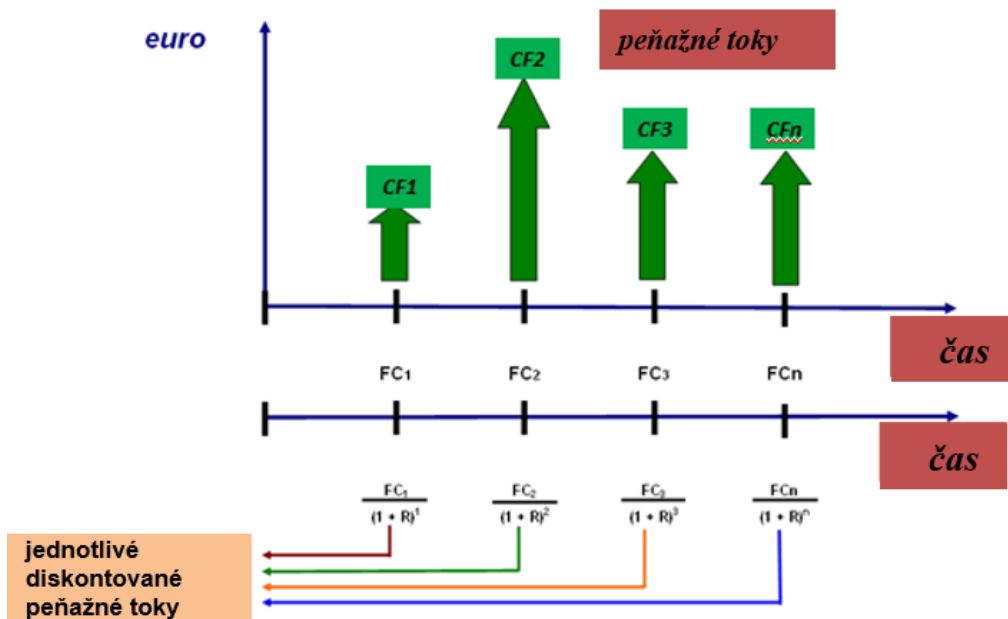 euro
peňažné toky
CF2
CF3
CFn
CF1
čas
FC₁ FC₂ FC₃ FCn
čas
FC₁ FC₂ FC₃ FCn
(1 + R)¹ (1 + R)² (1 + R)³ (1 + R)ⁿ
jednotlivé
diskontované
peňažné toky